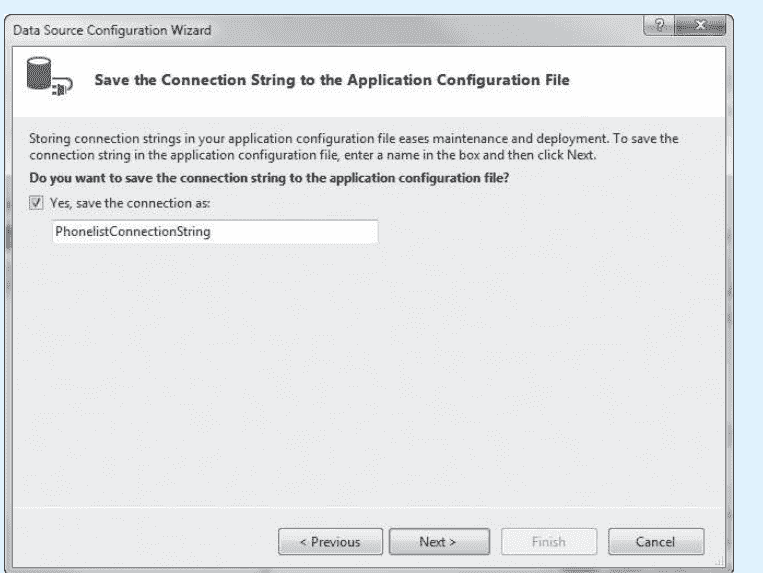 Data Source Configuration Wizard
Save the Connection String to the Application Configuration File
Storing connection strings in your application configuration file eases maintenance and deployment. To save the
connection string in the application configuration file, enter a name in the box and then click Next.
Do you want to save the connection string to the application configuration file?
Yes, save the connection as:
PhonelistConnectionString
< Previous Next > Finish Cancel